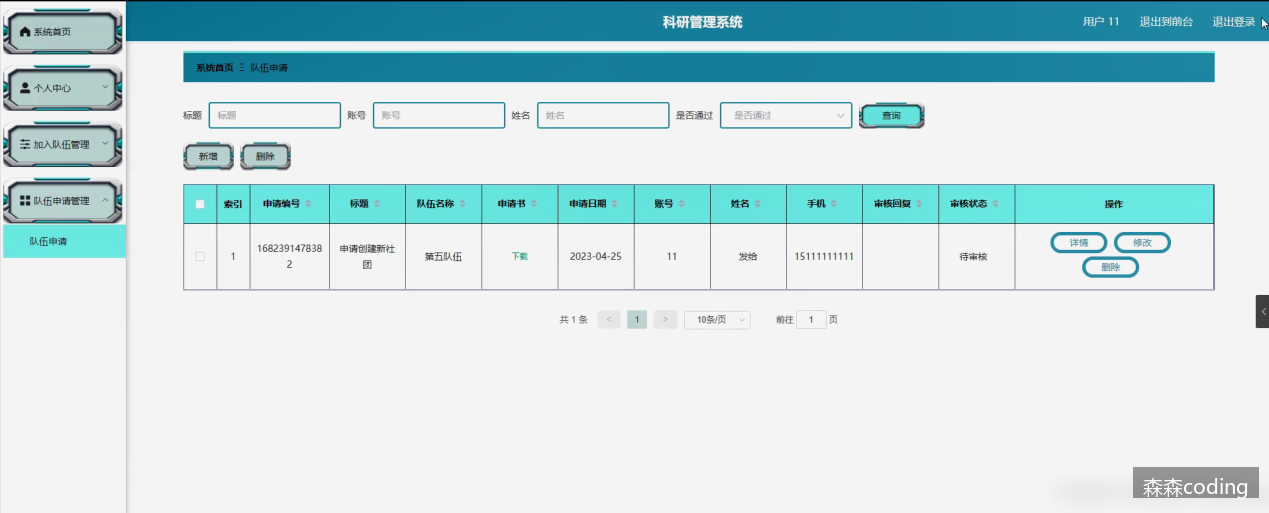 科研管理系统
用户 11 退出到前台 退出登录
系统首页
个人中心
加入队伍管理
队伍申请管理
队伍申请
系统首页 Ξ 队伍申请
标题 标题 账号 账号 姓名 姓名 是否通过 是否通过 查询
新增 删除
索引 申请编号 标题 队伍名称 申请书 申请日期 账号 姓名 手机 审核回复 审核状态 操作
1 168239147838 申请创建新社 第五队伍 下载 2023-04-25 11 发给 15111111111 待审核 详情 修改
2 团 删除
共 1 条 < 1 > 10条/页 前往 1 页
森森coding